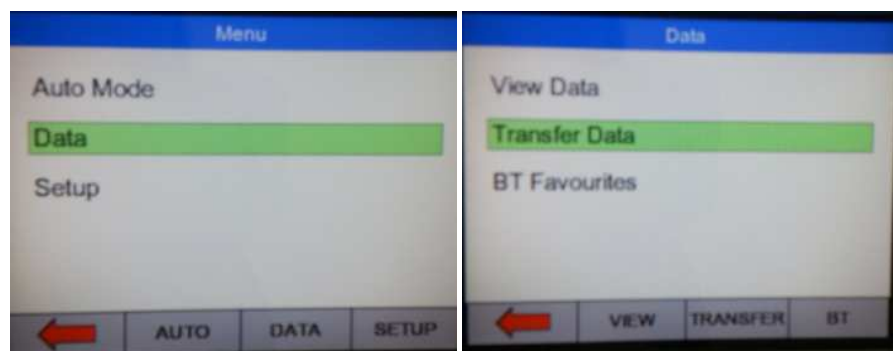 Menu
Auto Mode
Data
Setup
AUTO DATA SETUP
Data
View Data
Transfer Data
BT Favourites
VIEW TRANSFER BT